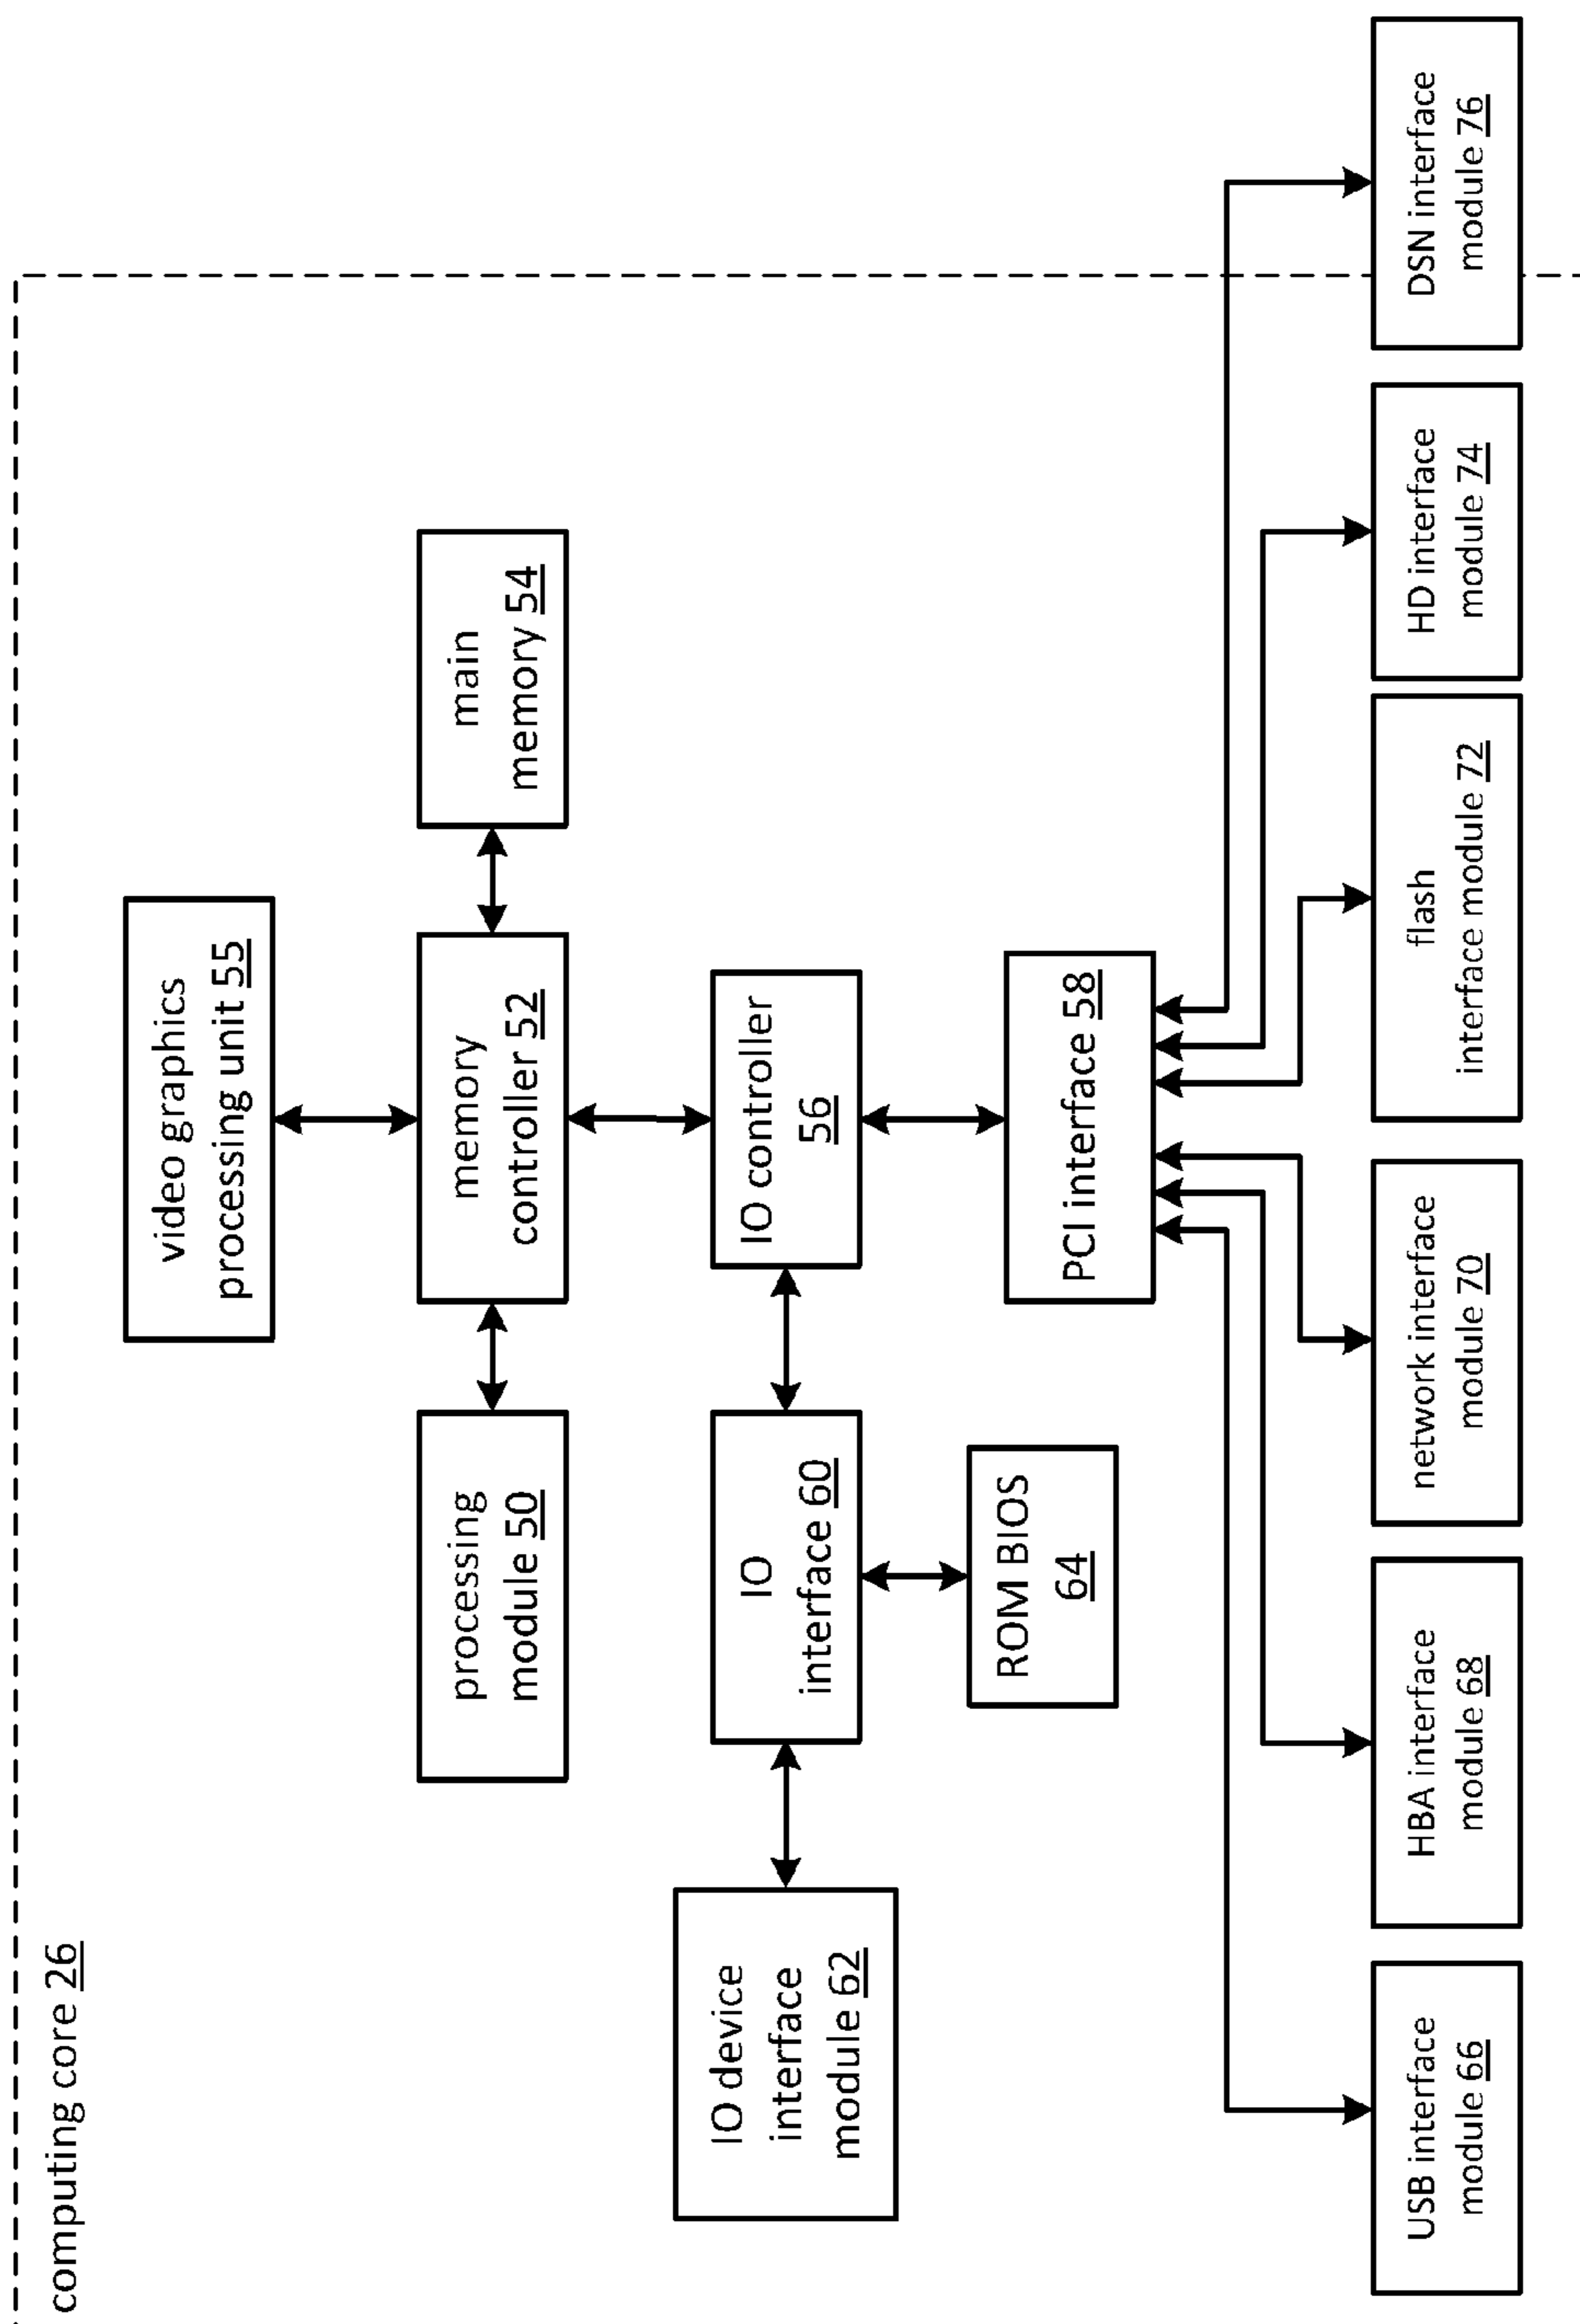 computing core 26
video graphics
processing unit 55
processing
module 50
memory
controller 52
main
memory 54
IO device
interface
module 62
IO
interface 60
IO controller
56
ROM BIOS
64
PCI interface 58
USB interface
module 66
HBA interface
module 68
network interface
module 70
flash
interface module 72
HD interface
module 74
DSN interface
module 76